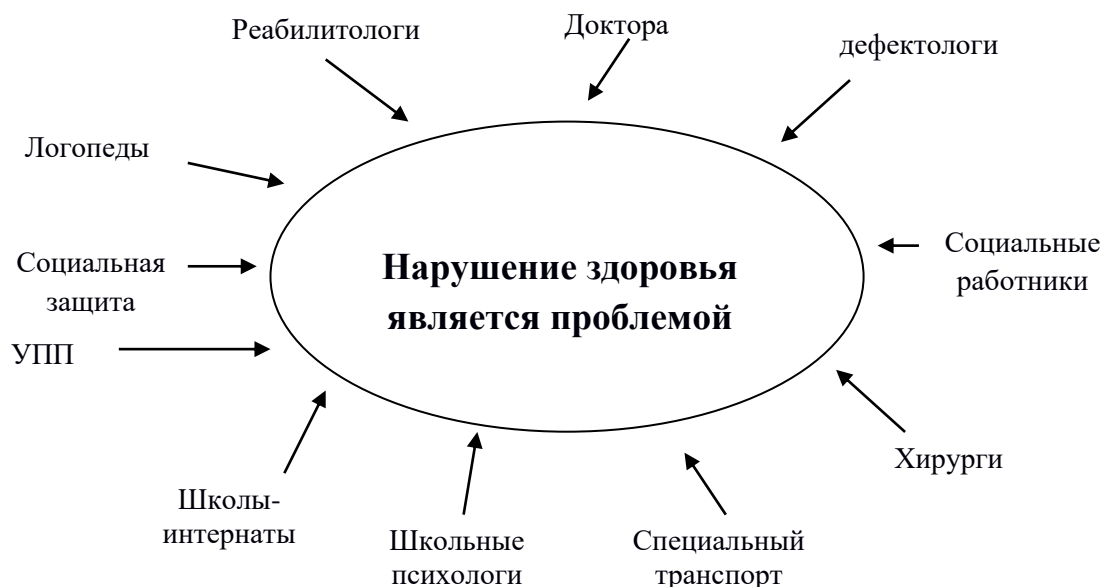 Реабилитологи
Доктора
дефектологи
Логопеды
Социальная
защита
Нарушение здоровья
является проблемой
Социальные
работники
УПП
Хирурги
Школы-
интернаты
Школьные
психологи
Специальный
транспорт